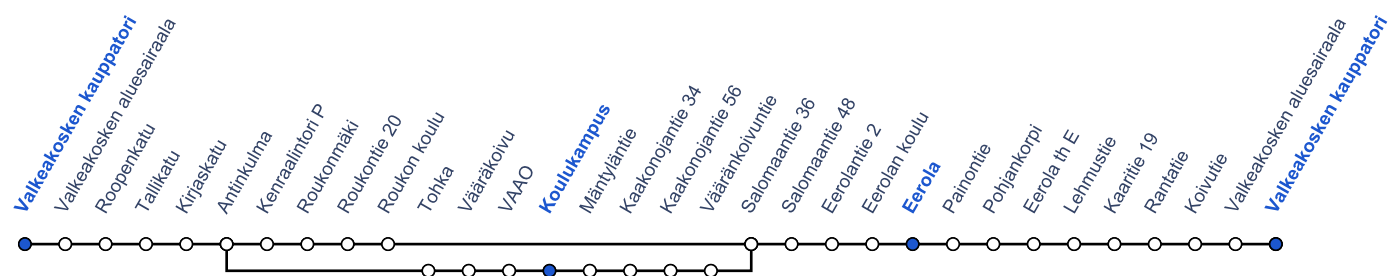 Valkeakosken kauppatori
Valkeakosken aluesairaala
Roopenkatu
Tallikatu
Kirjaskatu
Antinkulma
Kenraalintori P
Roukonmäki
Roukontie 20
Roukon koulu
Tohka
Vääräkoivu
VAAO
Koulukampus
Mäntyläntie
Kaakonojantie 34
Kaakonojantie 56
Vääränkoivuntie
Salomaantie 36
Salomaantie 48
Eerolantie 2
Eerolan koulu
Eerola
Painontie
Pohjankorpi
Eerola th E
Lehmustie
Kaaritie 19
Rantatie
Koivutie
Valkeakosken aluesairaala
Valkeakosken kauppatori